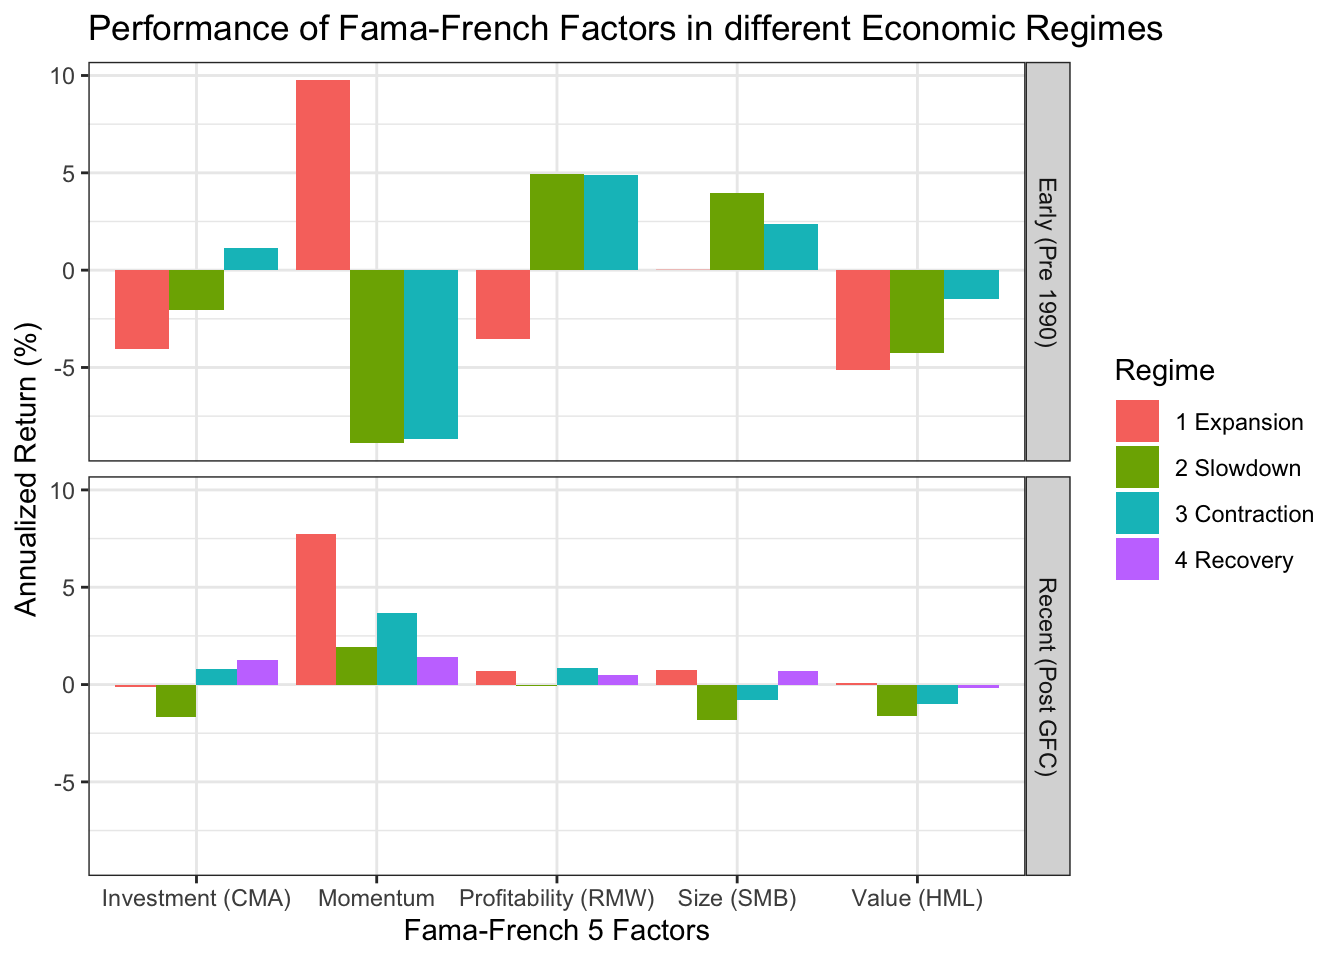 Performance of Fama-French Factors in different Economic Regimes
Annualized Return (%)
10
5
0
-5
Early (Pre 1990)
10
5
0
-5
Recent (Post GFC)
Investment (CMA) Momentum Profitability (RMW) Size (SMB) Value (HML)
Fama-French 5 Factors
Regime
1 Expansion
2 Slowdown
3 Contraction
4 Recovery